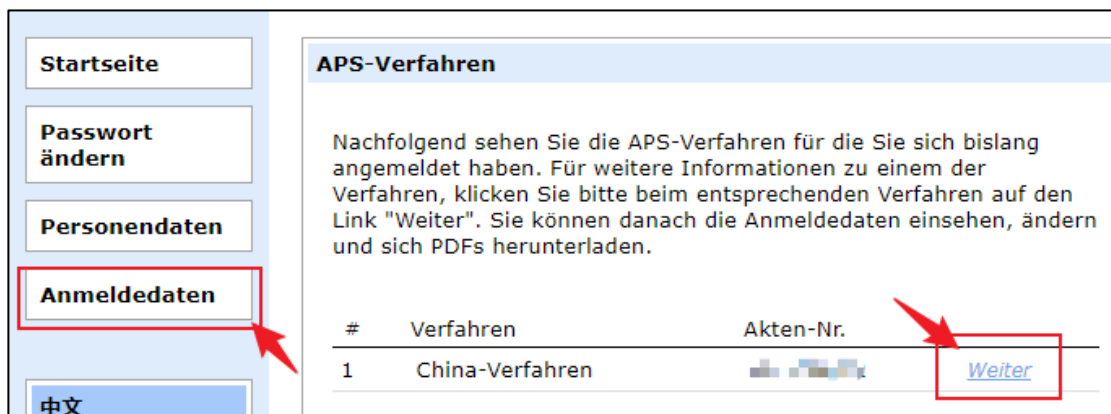 Startseite
Passwort
ändern
Personendaten
Anmeldedaten
中文
APS-Verfahren
Nachfolgend sehen Sie die APS-Verfahren für die Sie sich bislang
angemeldet haben. Für weitere Informationen zu einem der
Verfahren, klicken Sie bitte beim entsprechenden Verfahren auf den
Link "Weiter". Sie können danach die Anmeldedaten einsehen, ändern
und sich PDFs herunterladen.
# Verfahren Akten-Nr.
1 China-Verfahren Weiter